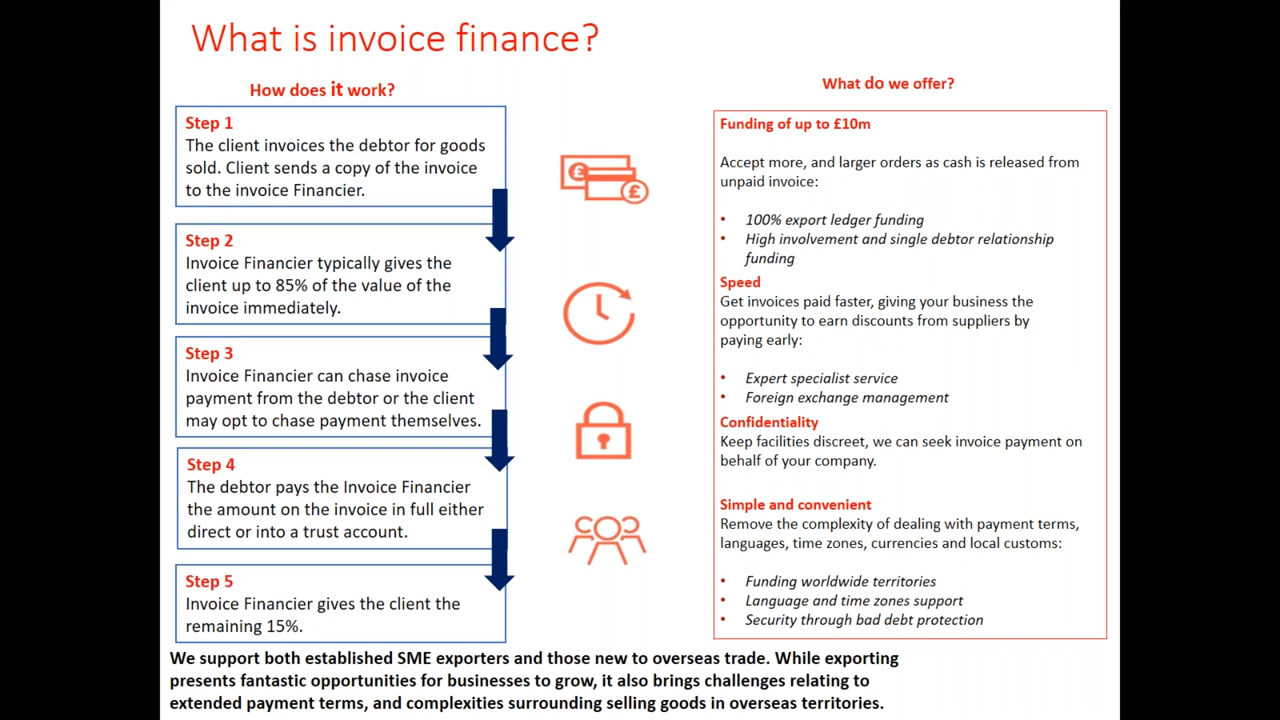 What is invoice finance?
How does it work?
Step 1
The client invoices the debtor for goods
sold. Client sends a copy of the invoice
to the invoice Financier.
Step 2
Invoice Financier typically gives the
client up to 85% of the value of the
invoice immediately.
Step 3
Invoice Financier can chase invoice
payment from the debtor or the client
may opt to chase payment themselves.
Step 4
The debtor pays the Invoice Financier
the amount on the invoice in full either
direct or into a trust account.
Step 5
Invoice Financier gives the client the
remaining 15%.
£
£
What do we offer?
Funding of up to £10m
Accept more, and larger orders as cash is released from
unpaid invoice:
• 100% export ledger funding
• High involvement and single debtor relationship
funding
Speed
Get invoices paid faster, giving your business the
opportunity to earn discounts from suppliers by
paying early:
• Expert specialist service
• Foreign exchange management
Confidentiality
Keep facilities discreet, we can seek invoice payment on
behalf of your company.
Simple and convenient
Remove the complexity of dealing with payment terms,
languages, time zones, currencies and local customs:
• Funding worldwide territories
• Language and time zones support
• Security through bad debt protection
We support both established SME exporters and those new to overseas trade. While exporting
presents fantastic opportunities for businesses to grow, it also brings challenges relating to
extended payment terms, and complexities surrounding selling goods in overseas territories.